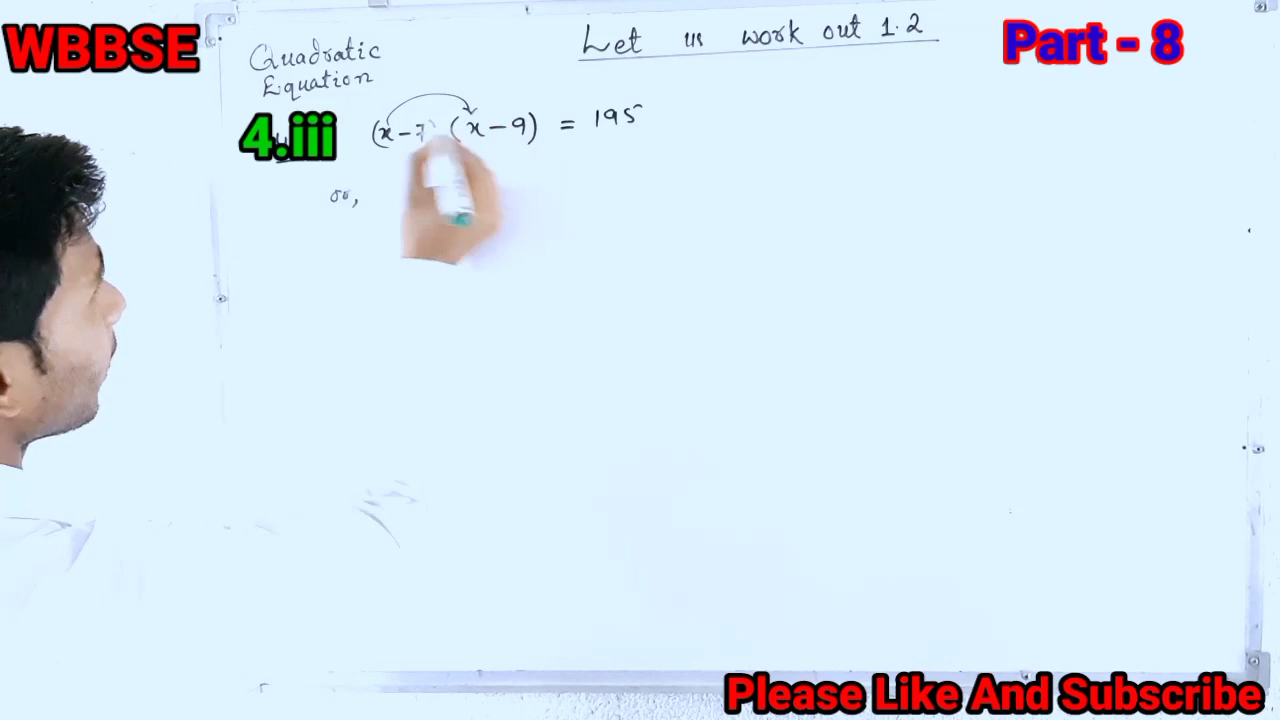 WBBSE
Let us work out 1.2
Part - 8
Quadratic
Equation
4.iii (x-7) (x-9) = 195
or,
Please Like And Subscribe